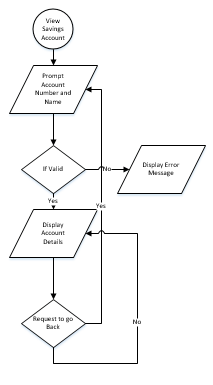 View
Savings
Account
Prompt
Account
Number and
Name
If Valid
No
Display Error
Message
Yes
Yes
Display
Account
Details
Request to go
Back
No